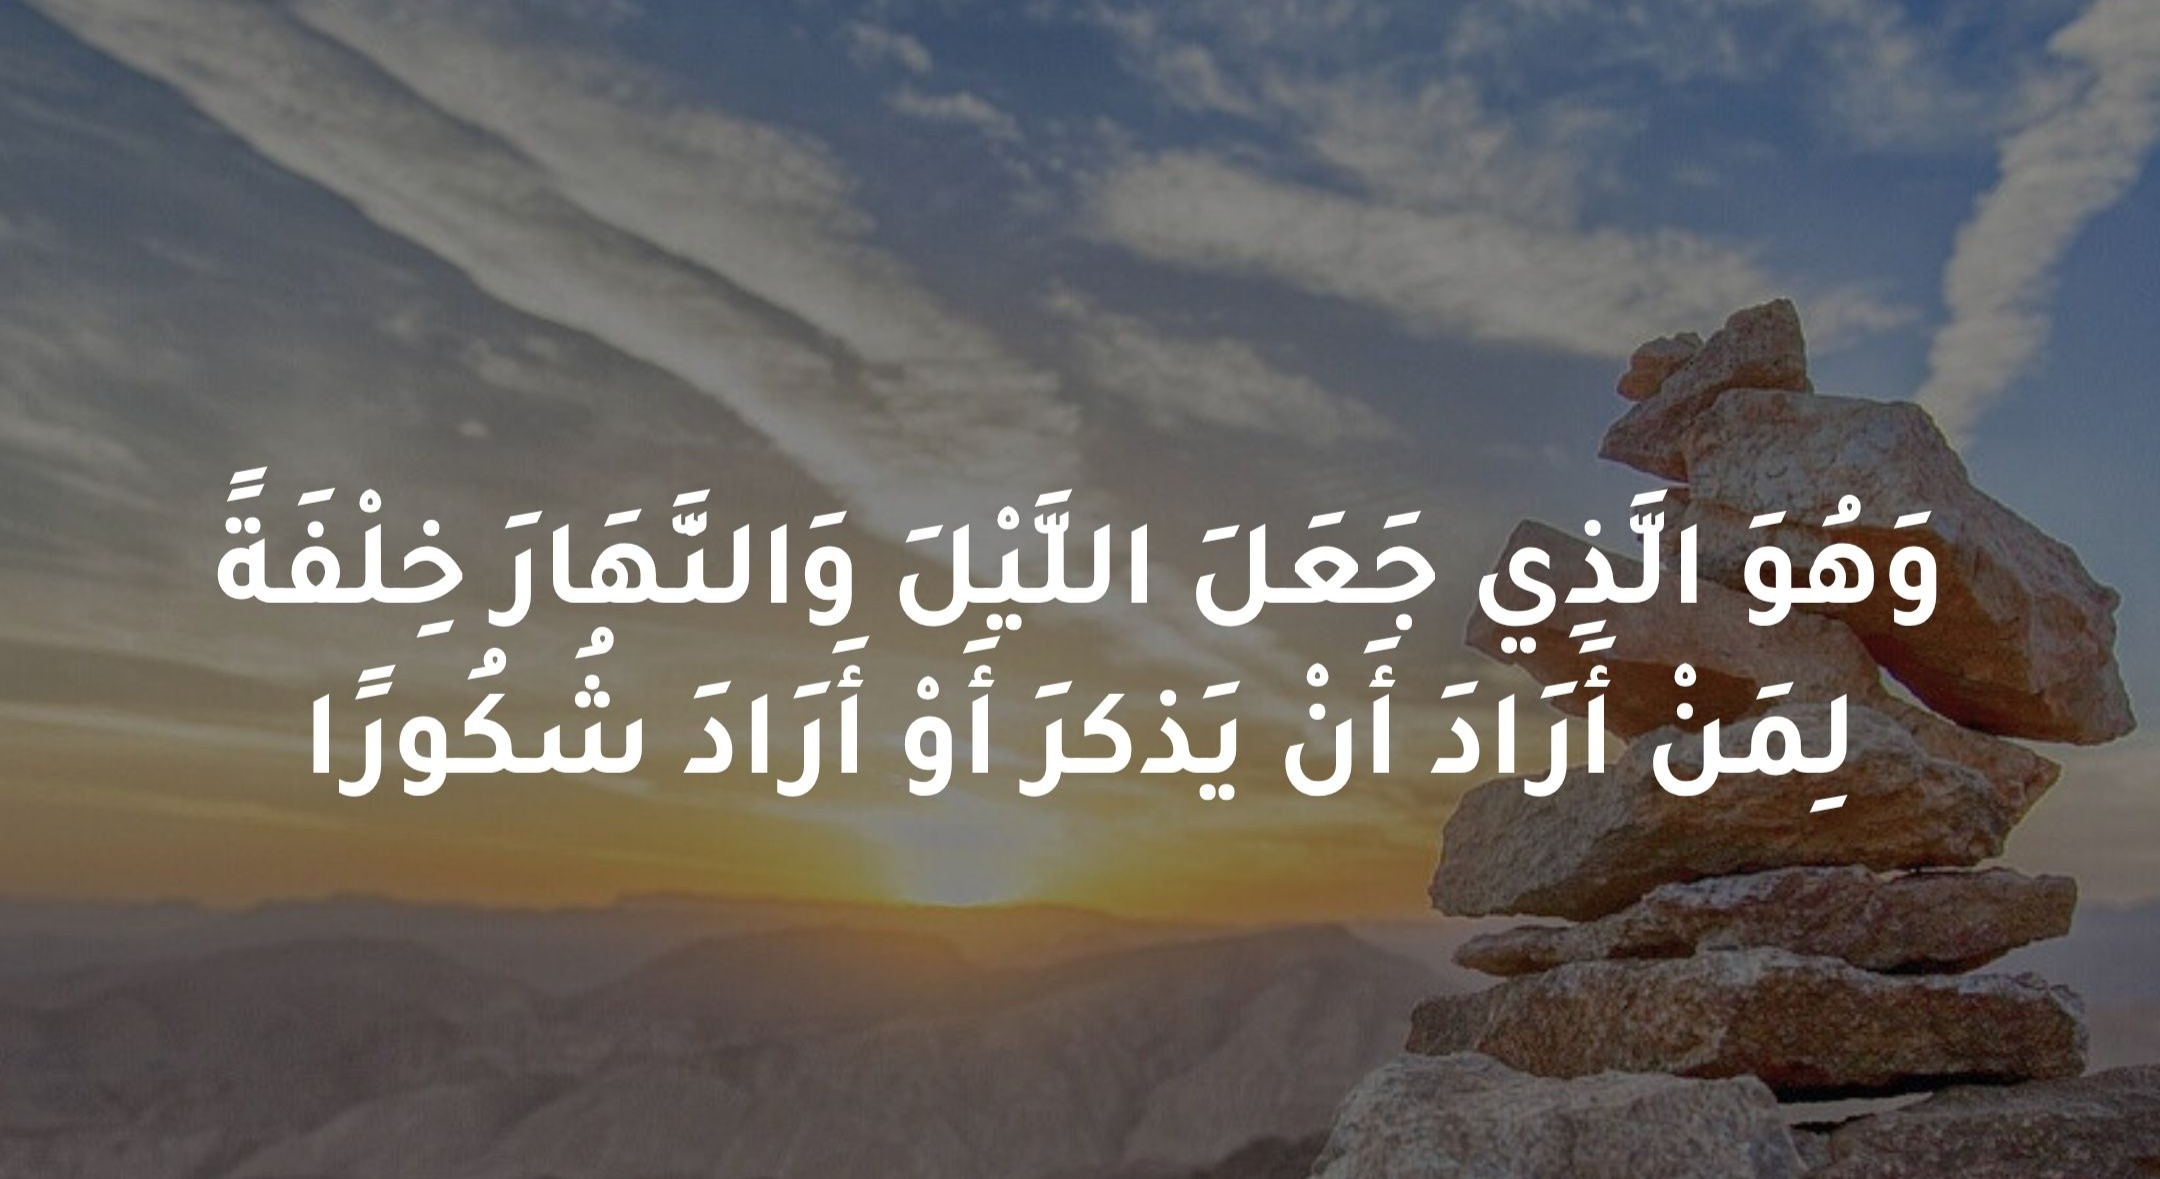 وَهُوَ الَّذِي جَعَلَ اللَّيْلَ وَالنَّهَارَ خِلْفَةً
لِمَنْ أَرَادَ أَنْ يَذكرَ أَوْ أَرَادَ شُكُورًا